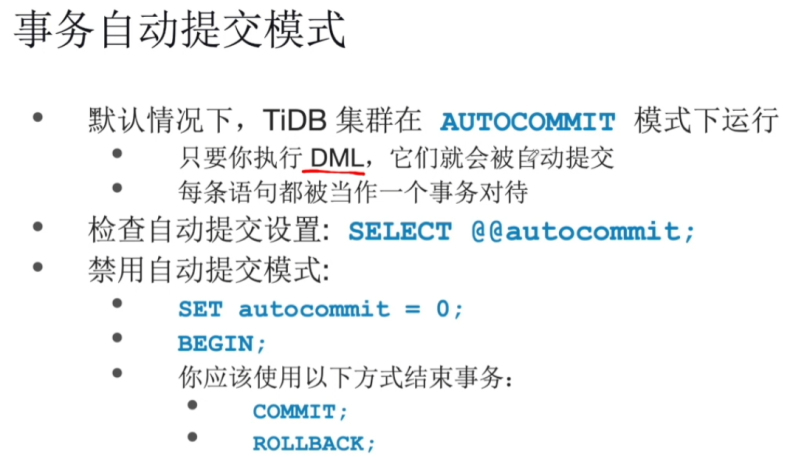 事务自动提交模式
• 默认情况下，TiDB 集群在 AUTOCOMMIT 模式下运行
• 只要你执行 DML，它们就会被自动提交
• 每条语句都被当作一个事务对待
• 检查自动提交设置: SELECT @@autocommit;
• 禁用自动提交模式:
• SET autocommit = 0;
• BEGIN;
• 你应该使用以下方式结束事务：
• COMMIT;
• ROLLBACK;